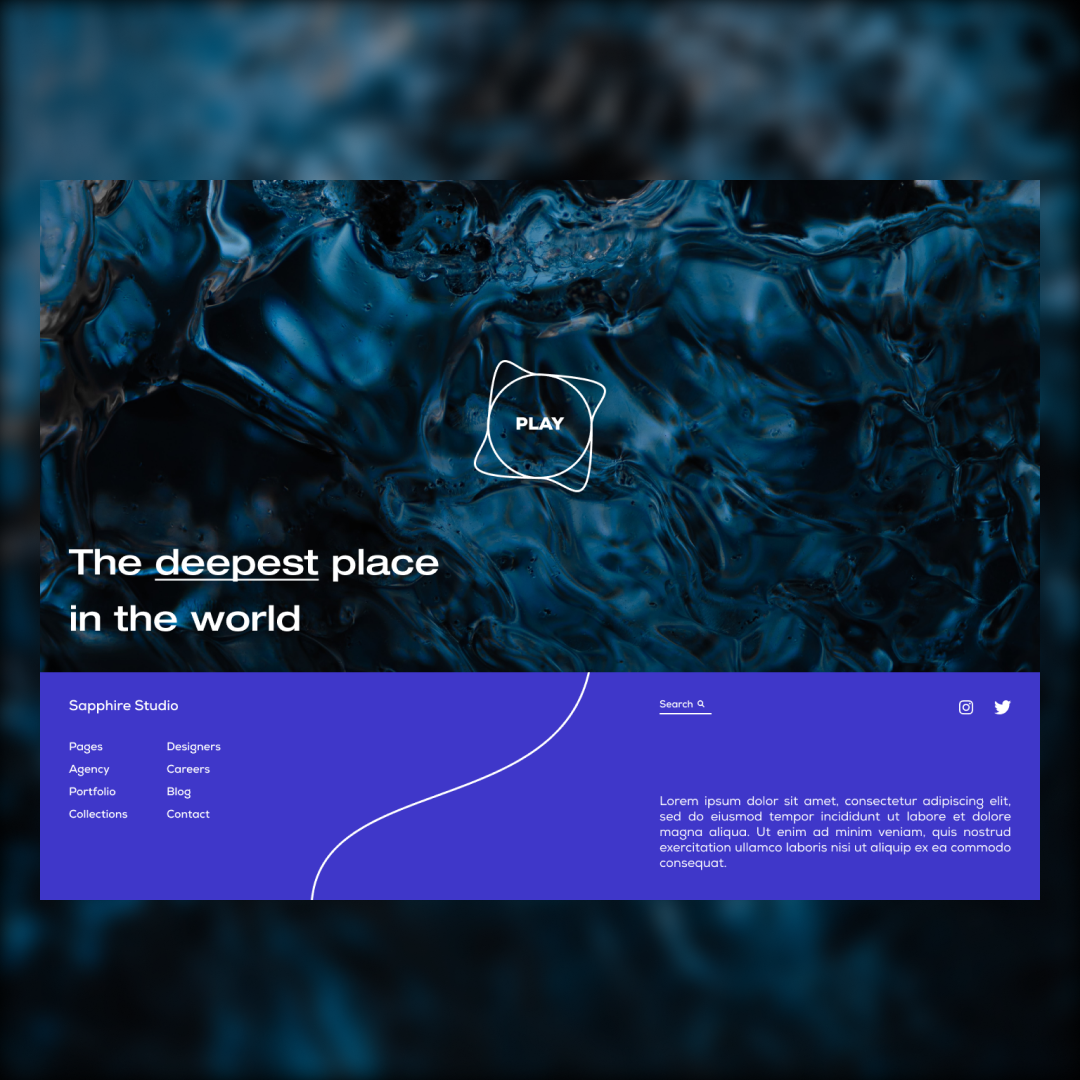 PLAY
The deepest place
in the world
Sapphire Studio
Pages
Agency
Portfolio
Collections
Designers
Careers
Blog
Contact
Search
Lorem ipsum dolor sit amet, consectetur adipiscing elit,
sed do eiusmod tempor incididunt ut labore et dolore
magna aliqua. Ut enim ad minim veniam, quis nostrud
exercitation ullamco laboris nisi ut aliquip ex ea commodo
consequat.